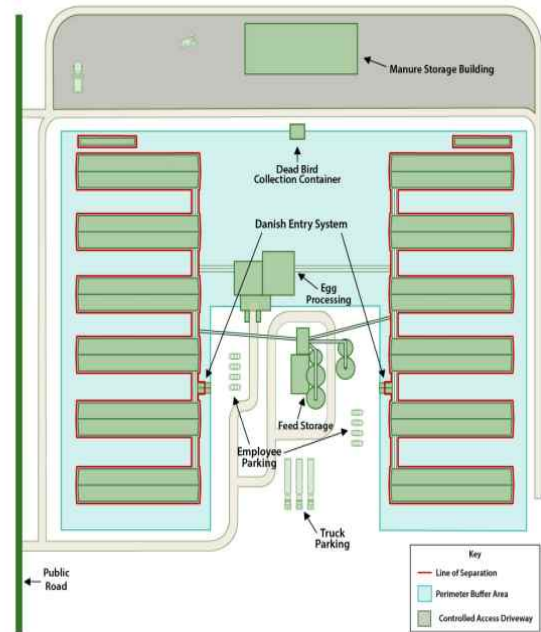 Manure Storage Building
Dead Bird
Collection Container
Danish Entry System
Egg
Processing
Feed Storage
Employee
Parking
Truck
Parking
Public
Road
Key
Line of Separation
Perimeter Buffer Area
Controlled Access Driveway